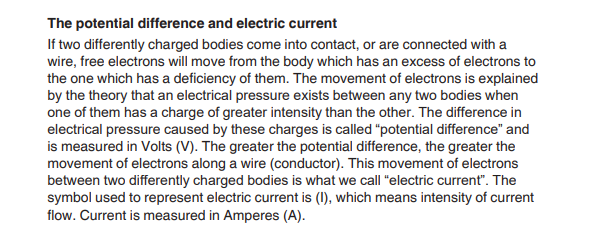 The potential difference and electric current
If two differently charged bodies come into contact, or are connected with a
wire, free electrons will move from the body which has an excess of electrons to
the one which has a deficiency of them. The movement of electrons is explained
by the theory that an electrical pressure exists between any two bodies when
one of them has a charge of greater intensity than the other. The difference in
electrical pressure caused by these charges is called “potential difference” and
is measured in Volts (V). The greater the potential difference, the greater the
movement of electrons along a wire (conductor). This movement of electrons
between two differently charged bodies is what we call “electric current”. The
symbol used to represent electric current is (I), which means intensity of current
flow. Current is measured in Amperes (A).